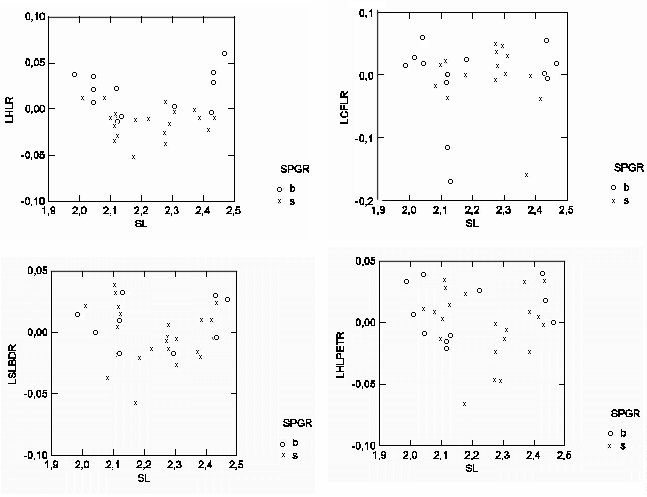 0,10
0,05
0,00
-0,05
-0,10
LHLR
1,9 2,0 2,1 2,2 2,3 2,4 2,5
SL
SPGR
b
s
0,1
0,0
-0,1
-0,2
LCFLR
1,9 2,0 2,1 2,2 2,3 2,4 2,5
SL
SPGR
b
s
0,05
0,00
-0,05
-0,10
LSLBDR
1,9 2,0 2,1 2,2 2,3 2,4 2,5
SL
SPGR
b
s
0,05
0,00
-0,05
-0,10
LHLPETR
1,9 2,0 2,1 2,2 2,3 2,4 2,5
SL
SPGR
b
s